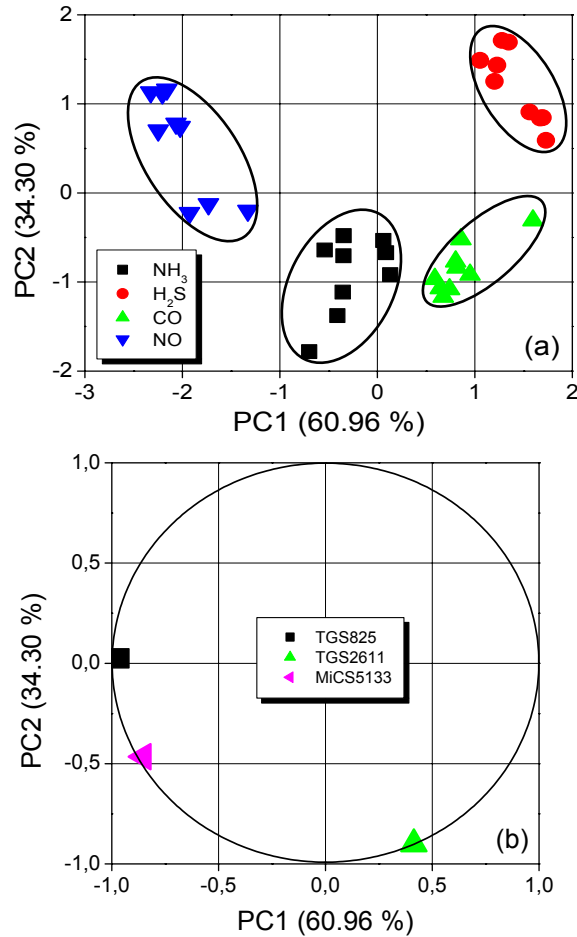 2
1
0
-1
-2
PC2 (34.30 %)
NH₃
H₂S
CO
NO
(a)
-3 -2 -1 0 1 2
PC1 (60.96 %)
1,0
0,5
0,0
-0,5
-1,0
PC2 (34.30 %)
TGS825
TGS2611
MiCS5133
(b)
-1,0 -0,5 0,0 0,5 1,0
PC1 (60.96 %)